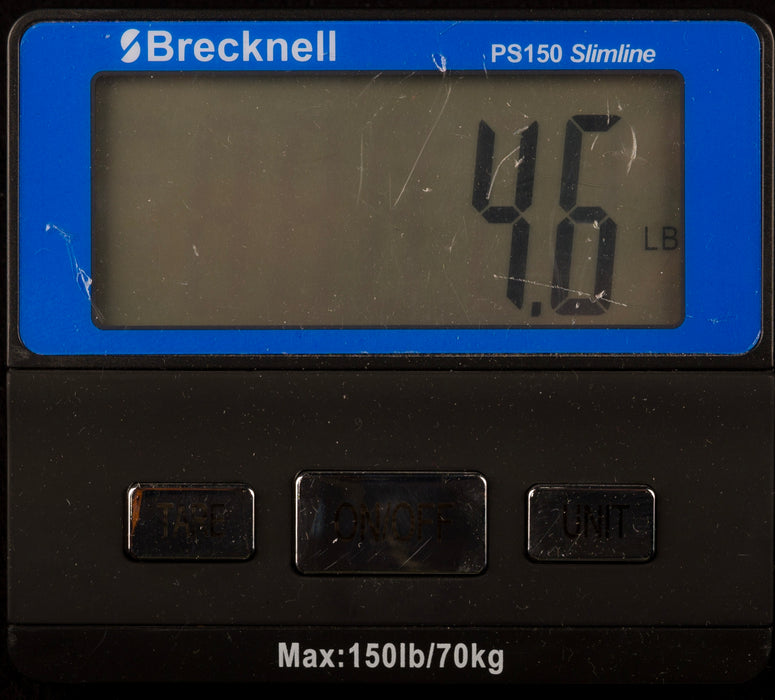 Brecknell PS150 Slimline
4.6 LB
TARE ON/OFF UNIT
Max:150lb/70kg